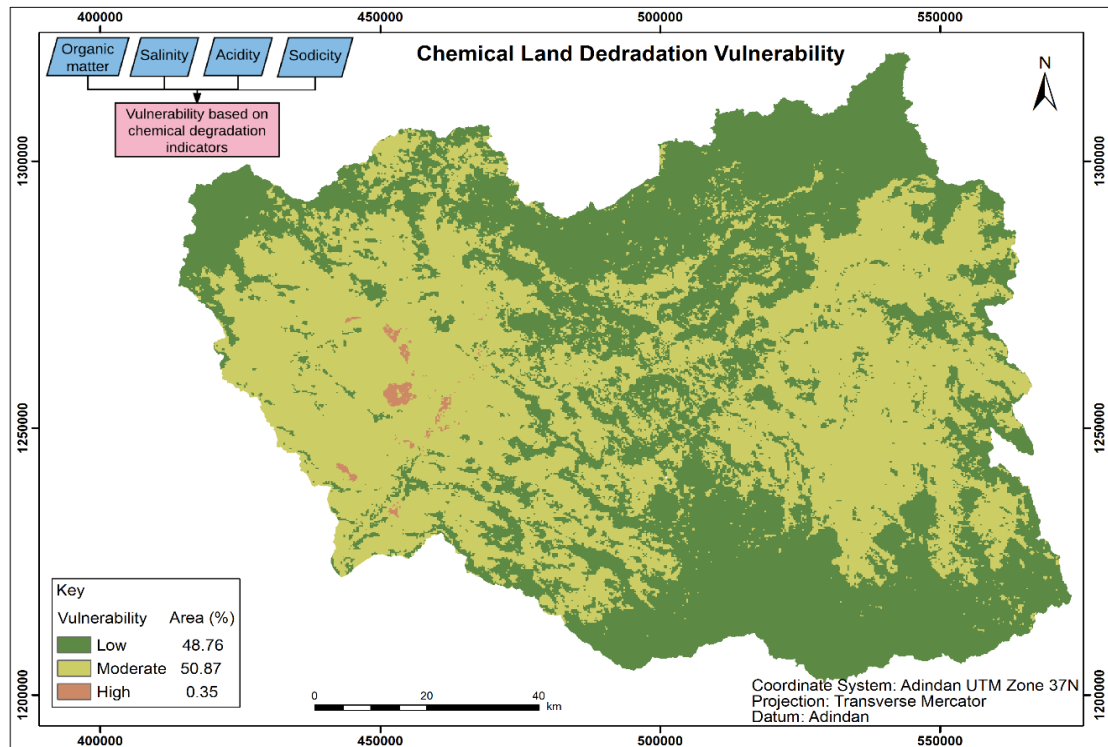 400000 450000 500000 550000
Organic
matter
Salinity
Acidity
Sodicity
Chemical Land Dedradation Vulnerability
N
Vulnerability based on
chemical degradation
indicators
1300000 1300000
1250000 1250000
Key
Vulnerability Area (%)
Low 48.76
Moderate 50.87
High 0.35
0 20 40
km
Coordinate System: Adindan UTM Zone 37N
Projection: Transverse Mercator
Datum: Adindan
1200000 1200000
400000 450000 500000 550000